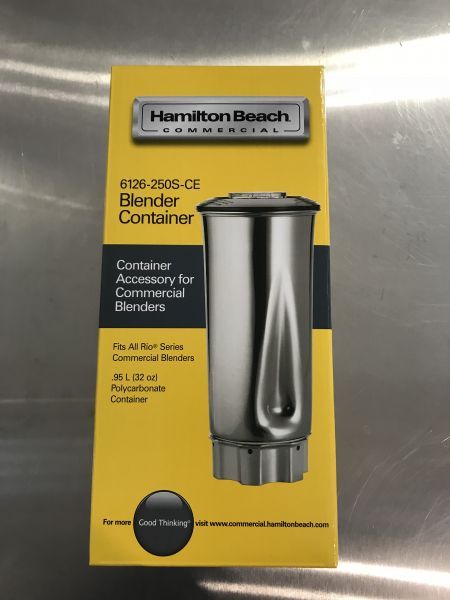 Hamilton Beach
COMMERCIAL
6126-250S-CE
Blender
Container
Container
Accessory for
Commercial
Blenders
Fits All Rio® Series
Commercial Blenders
.95 L (32 oz)
Polycarbonate
Container
For more Good Thinking® visit www.commercial.hamiltonbeach.com